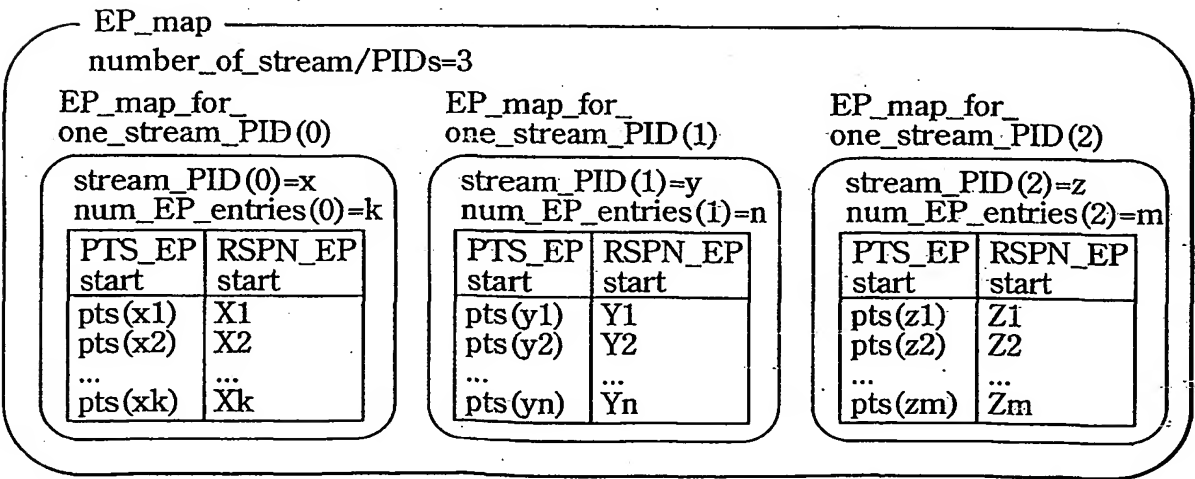 EP_map
number_of_stream/PIDs=3
EP_map_for_
one_stream_PID(0)
stream_PID(0)=x
num_EP_entries(0)=k
PTS_EP RSPN_EP
start start
pts(x1) X1
pts(x2) X2
... ...
pts(xk) Xk
EP_map_for_
one_stream_PID(1)
stream_PID(1)=y
num_EP_entries(1)=n
PTS_EP RSPN_EP
start start
pts(y1) Y1
pts(y2) Y2
... ...
pts(yn) Yn
EP_map_for_
one_stream_PID(2)
stream_PID(2)=z
num_EP_entries(2)=m
PTS_EP RSPN_EP
start start
pts(z1) Z1
pts(z2) Z2
... ...
pts(zm) Zm